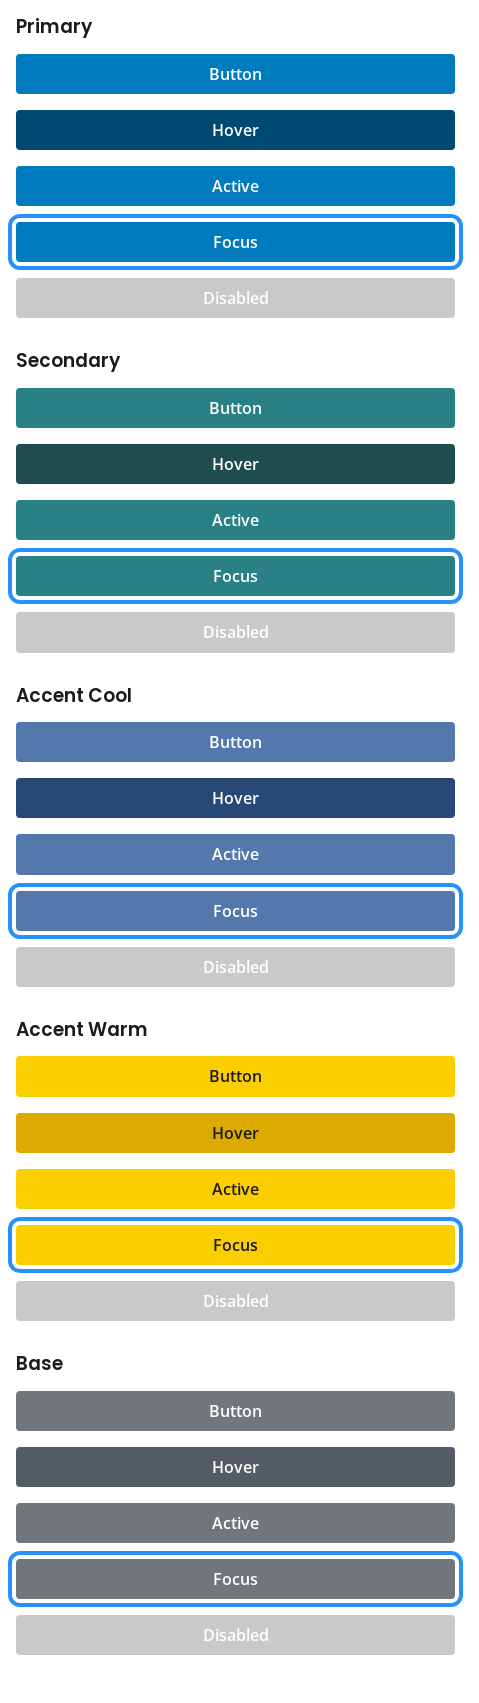 Primary
Button
Hover
Active
Focus
Disabled
Secondary
Button
Hover
Active
Focus
Disabled
Accent Cool
Button
Hover
Active
Focus
Disabled
Accent Warm
Button
Hover
Active
Focus
Disabled
Base
Button
Hover
Active
Focus
Disabled